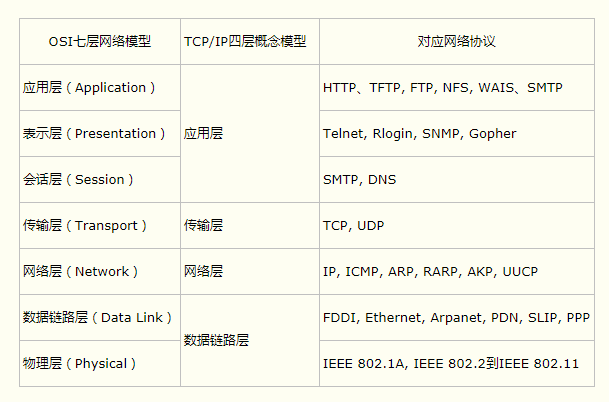 OSI七层网络模型 TCP/IP四层概念模型 对应网络协议
应用层（Application） HTTP、TFTP, FTP, NFS, WAIS、SMTP
表示层（Presentation） 应用层 Telnet, Rlogin, SNMP, Gopher
会话层（Session） SMTP, DNS
传输层（Transport） 传输层 TCP, UDP
网络层（Network） 网络层 IP, ICMP, ARP, RARP, AKP, UUCP
数据链路层（Data Link） FDDI, Ethernet, Arpanet, PDN, SLIP, PPP
数据链路层
物理层（Physical） IEEE 802.1A, IEEE 802.2到IEEE 802.11